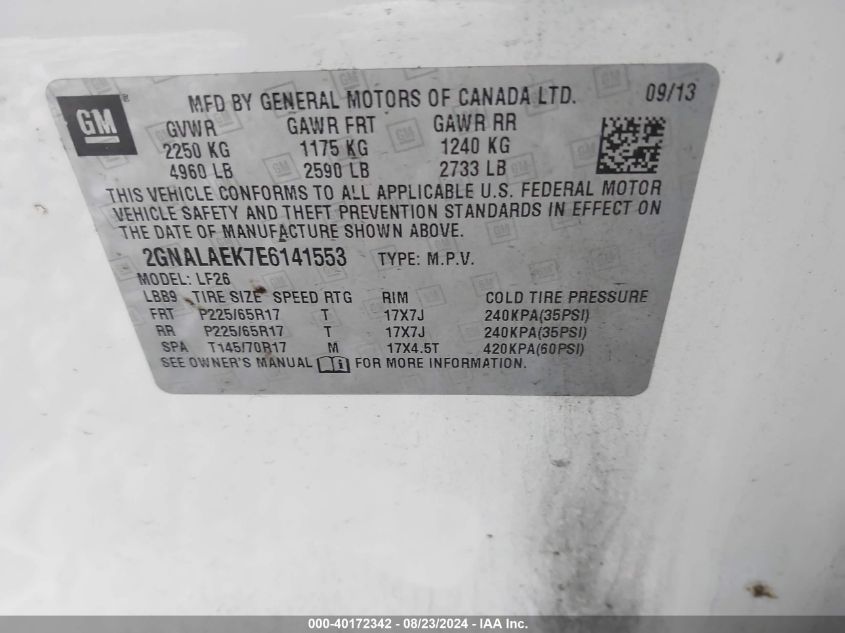 GM ® MFD BY GENERAL MOTORS OF CANADA LTD. 09/13
GVWR GAWR FRT GAWR RR
2250 KG 1175 KG 1240 KG
4960 LB 2590 LB 2733 LB
THIS VEHICLE CONFORMS TO ALL APPLICABLE U.S. FEDERAL MOTOR
VEHICLE SAFETY AND THEFT PREVENTION STANDARDS IN EFFECT ON
THE DATE OF MANUFACTURE SHOWN ABOVE.
2GNALAEK7E6141553 TYPE: M.P.V.
MODEL: LF26
LBB9 TIRE SIZE SPEED RTG RIM COLD TIRE PRESSURE
FRT P225/65R17 T 17X7J 240KPA(35PSI)
RR P225/65R17 T 17X7J 240KPA(35PSI)
SPA T145/70R17 M 17X4.5T 420KPA(60PSI)
SEE OWNER'S MANUAL FOR MORE INFORMATION.
000-40172342 - 08/23/2024 - IAA Inc.